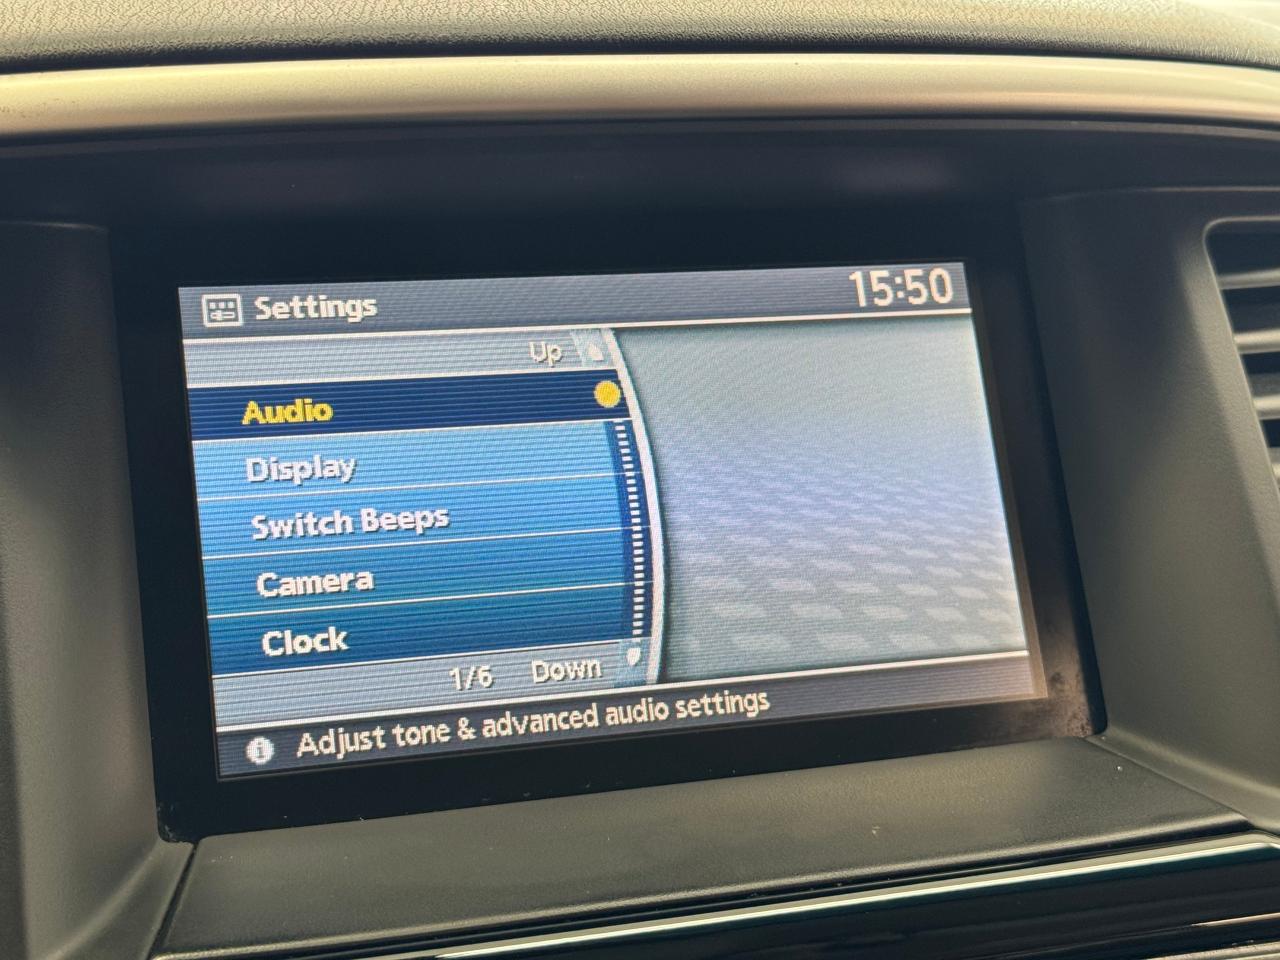 Settings
15:50
Up
Audio
Display
Switch Beeps
Camera
Clock
1/6 Down
Adjust tone & advanced audio settings